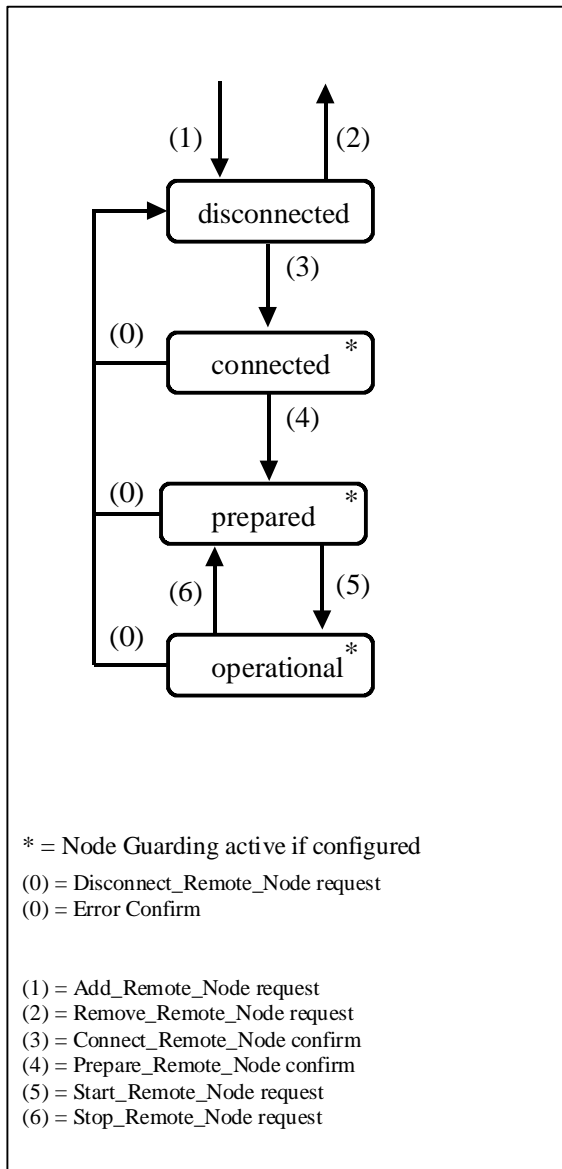 (1)
(2)
disconnected
(3)
(0)
connected *
(4)
(0)
prepared *
(6)
(5)
(0)
operational *
* = Node Guarding active if configured
(0) = Disconnect_Remote_Node request
(0) = Error Confirm
(1) = Add_Remote_Node request
(2) = Remove_Remote_Node request
(3) = Connect_Remote_Node confirm
(4) = Prepare_Remote_Node confirm
(5) = Start_Remote_Node request
(6) = Stop_Remote_Node request